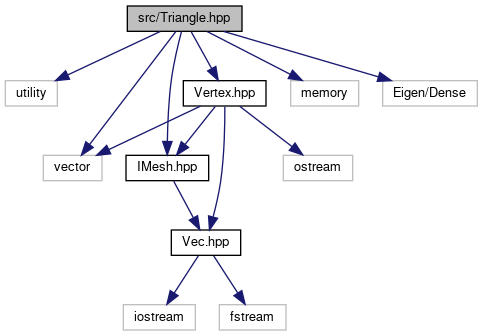 src/Triangle.hpp
utility
Vertex.hpp
memory
Eigen/Dense
vector
IMesh.hpp
ostream
Vec.hpp
iostream
fstream